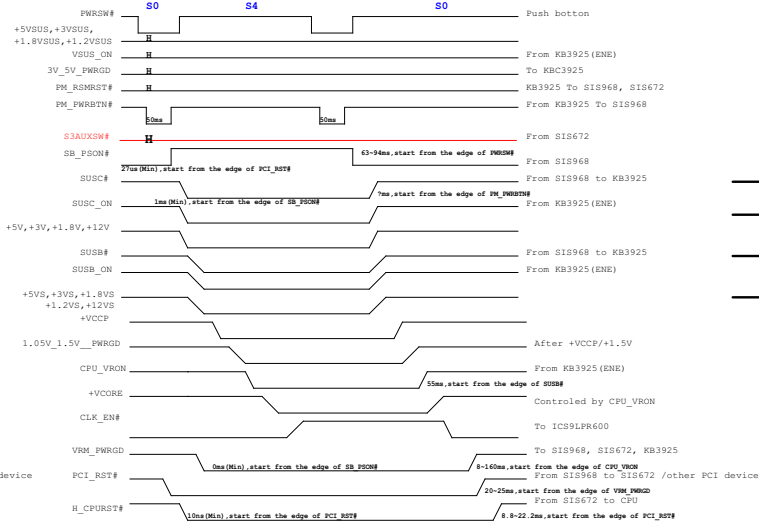 S0 S4 S0
PWRSW# Push botton
+5VSUS,+3VSUS,
+1.8VSUS,+1.2VSUS H
VSUS_ON H From KB3925(ENE)
3V_5V_PWRGD H To KBC3925
PM_RSMRST# H KB3925 To SIS968, SIS672
PM_PWRBTN# From KB3925 To SIS968
50ms 50ms
S3AUXSW# H From SIS672
SB_PSON# 63~94ms,start from the edge of PWRSW# From SIS968
27us(Min),start from the edge of PCI_RST#
SUSC# From SIS968 to KB3925
?ms,start from the edge of PM_PWRBTN#
SUSC_ON 1ms(Min),start from the edge of SB_PSON# From KB3925(ENE)
+5V,+3V,+1.8V,+12V
SUSB# From SIS968 to KB3925
SUSB_ON From KB3925(ENE)
+5VS,+3VS,+1.8VS
+1.2VS,+12VS
+VCCP
1.05V_1.5V__PWRGD After +VCCP/+1.5V
CPU_VRON From KB3925(ENE)
55ms,start from the edge of SUSB#
+VCORE Controled by CPU_VRON
CLK_EN# To ICS9LPR600
VRM_PWRGD To SIS968, SIS672, KB3925
0ms(Min),start from the edge of SB_PSON# 8~160ms,start from the edge of CPU_VRON
device PCI_RST# From SIS968 to SIS672 /other PCI device
20~25ms,start from the edge of VRM_PWRGD
H_CPURST# From SIS672 to CPU
10ns(Min),start from the edge of PCI_RST# 8.8~22.2ms,start from the edge of PCI_RST#